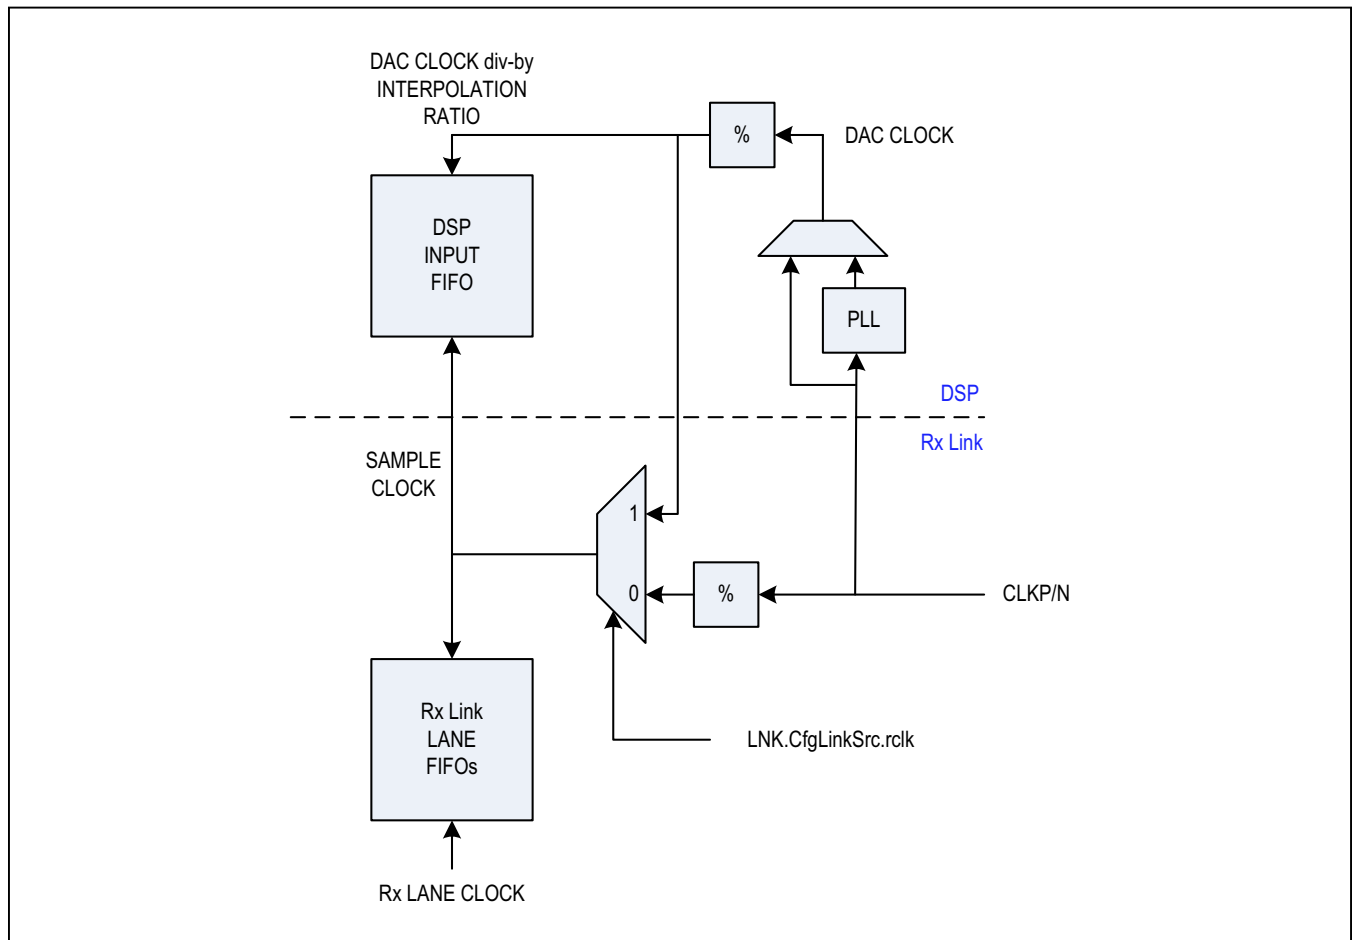 DAC CLOCK div-by
INTERPOLATION
RATIO
%
DAC CLOCK
DSP
INPUT
FIFO
PLL
DSP
Rx Link
SAMPLE
CLOCK
1
0
%
CLKP/N
Rx Link
LANE
FIFOs
LNK.CfgLinkSrc.rclk
Rx LANE CLOCK